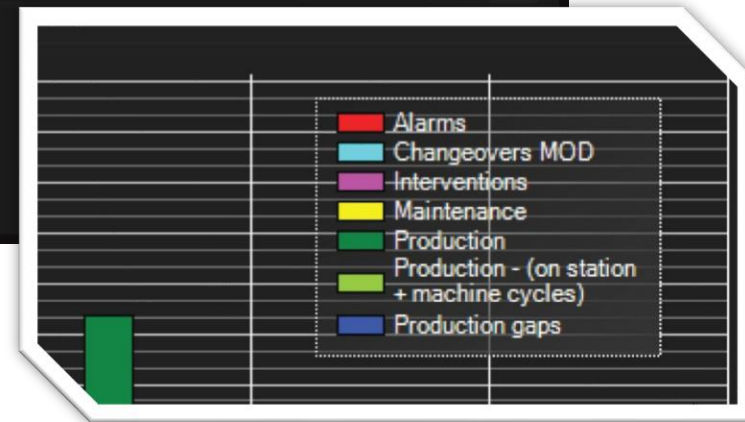 Alarms
Changeovers MOD
Interventions
Maintenance
Production
Production - (on station
+ machine cycles)
Production gaps